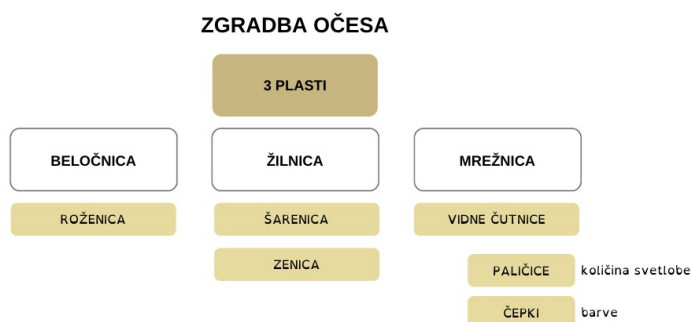 ZGRADBA OČESA
3 PLASTI
BELOČNICA
ŽILNICA
MREŽNICA
ROŽENICA
ŠARENICA
VIDNE ČUTNICE
ZENICA
PALIČICE
količina svetlobe
ČEPKI
barve